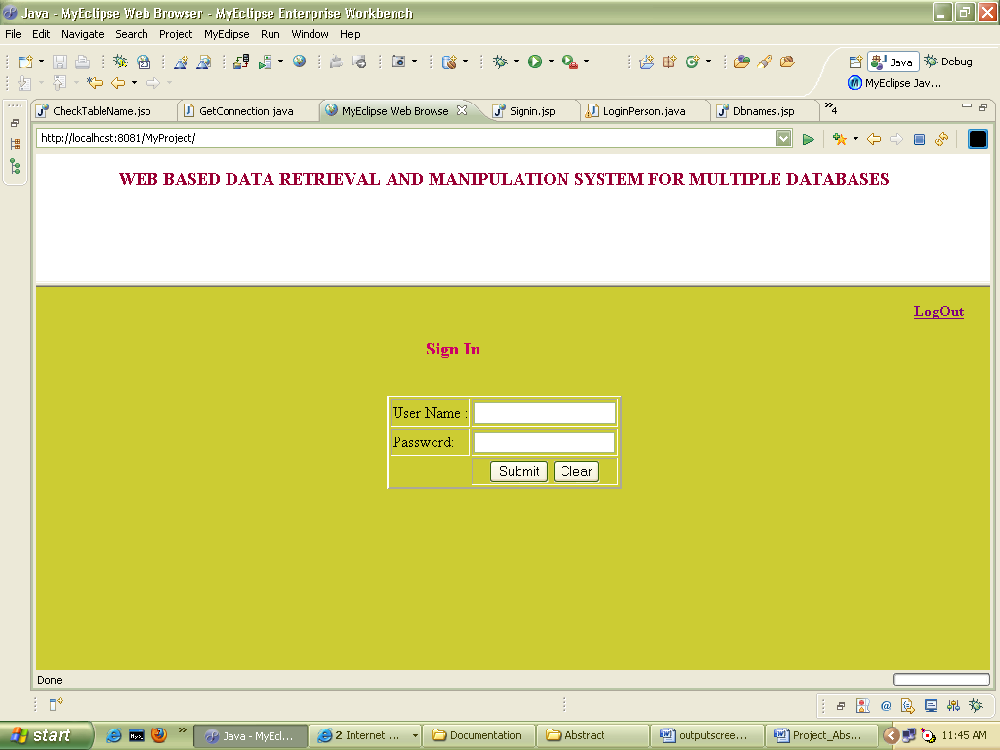 Java - MyEclipse Web Browser - MyEclipse Enterprise Workbench
File Edit Navigate Search Project MyEclipse Run Window Help
Java Debug
MyEclipse Jav...
CheckTableName.jsp GetConnection.java MyEclipse Web Browse Signin.jsp LoginPerson.java Dbnames.jsp »4
http://localhost:8081/MyProject/
WEB BASED DATA RETRIEVAL AND MANIPULATION SYSTEM FOR MULTIPLE DATABASES
LogOut
Sign In
User Name :
Password:
Submit Clear
Done
start » Java - MyEcl... 2 Internet ... Documentation Abstract outputscree... Project_Abs... 11:45 AM